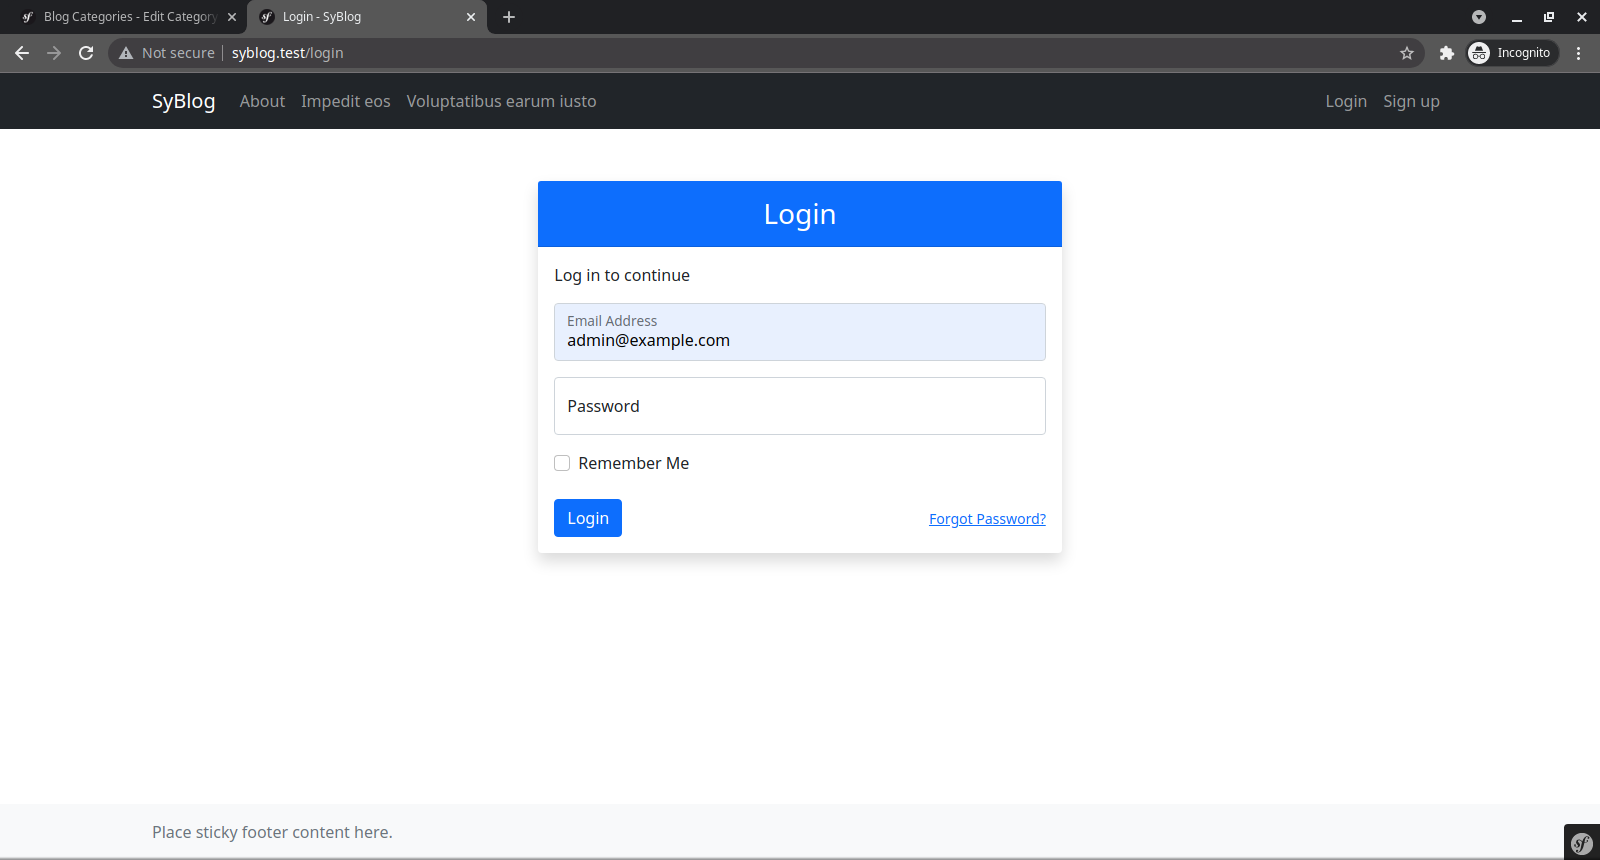 Blog Categories - Edit Category
Login - SyBlog
Not secure
syblog.test/login
Incognito
SyBlog About Impedit eos Voluptatibus earum iusto Login Sign up
Login
Log in to continue
Email Address
admin@example.com
Password
Remember Me
Login Forgot Password?
Place sticky footer content here.
sf